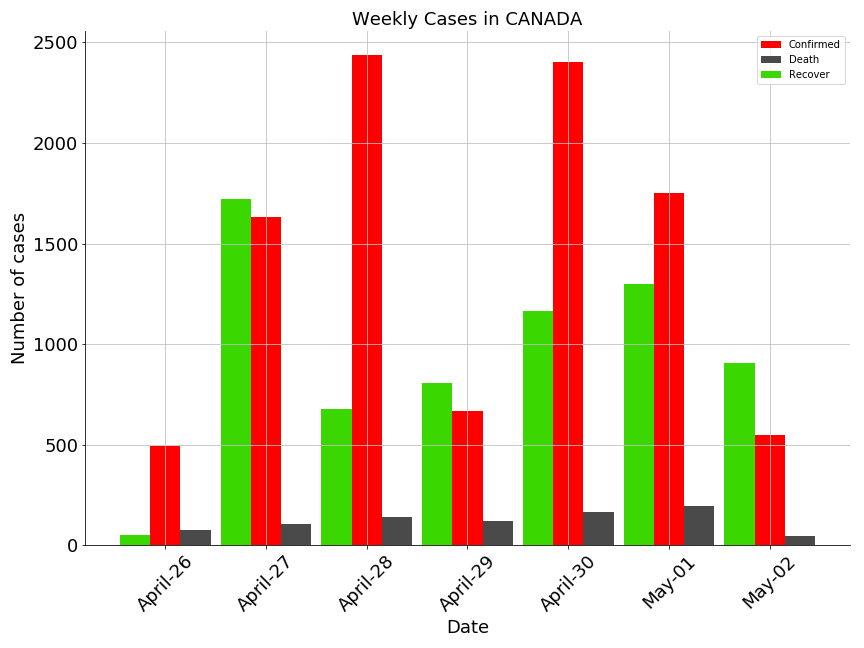 Weekly Cases in CANADA
Confirmed
Death
Recover
Number of cases
2500
2000
1500
1000
500
0
April-26
April-27
April-28
April-29
April-30
May-01
May-02
Date